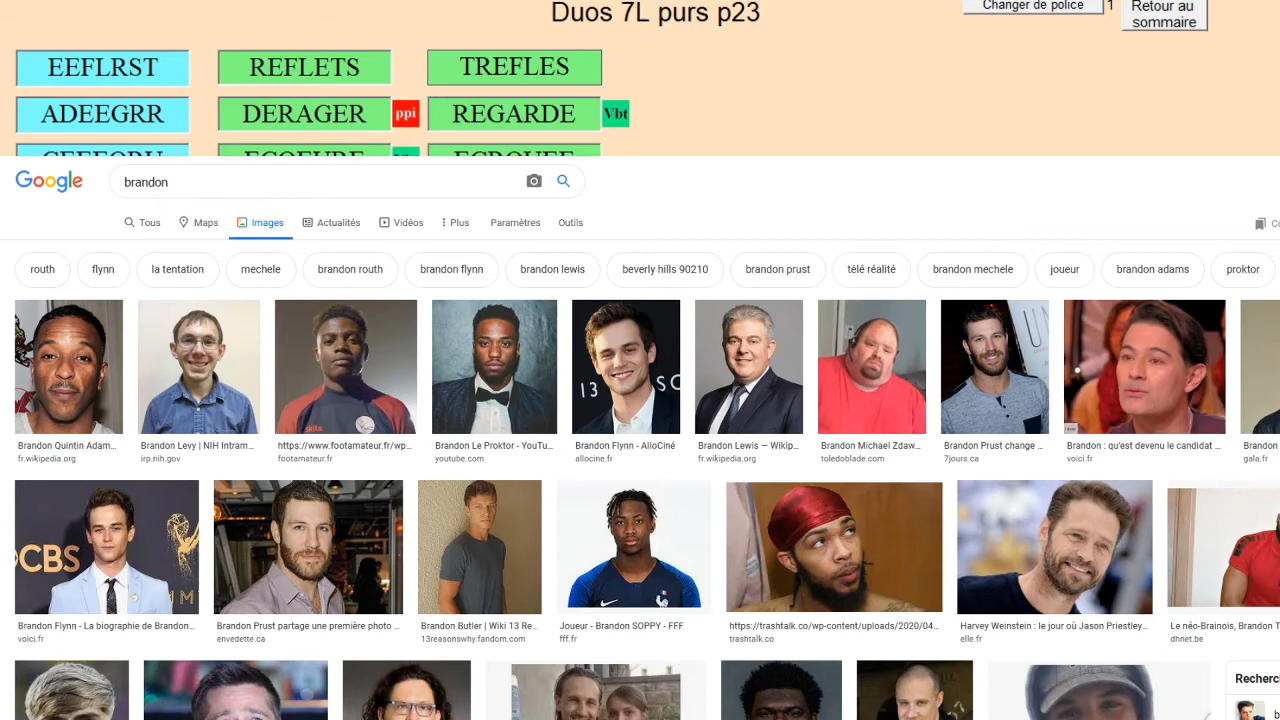 Duos 7L purs p23
Changer de police
1
Retour au
sommaire
EEFLRST REFLETS TREFLES
ADEEGRR DERAGER ppi REGARDE Vbt
Google
brandon
Tous Maps Images Actualités Vidéos Plus Paramètres Outils
routh flynn la tentation mechele brandon routh brandon flynn brandon lewis beverly hills 90210 brandon prust télé réalité brandon mechele joueur brandon adams proktor
Brandon Quintin Adam... Brandon Levy | NIH Intram... https://www.footamateur.fr/wp... Brandon Le Proktor - YouTu... Brandon Flynn - AlloCiné Brandon Lewis — Wikip... Brandon Michael Zdaw... Brandon Prust change ... Brandon : qu'est devenu le candidat ... Brandon
fr.wikipedia.org irp.nih.gov footamateur.fr youtube.com allocine.fr fr.wikipedia.org toledoblade.com 7jours.ca voici.fr gala.fr
13 SC
CBS
Brandon Flynn - La biographie de Brandon... Brandon Prust partage une première photo ... Brandon Butler | Wiki 13 Re... Joueur - Brandon SOPPY - FFF https://trashtalk.co/wp-content/uploads/2020/04... Harvey Weinstein : le jour où Jason Priestley... Le néo-Brainois, Brandon T
voici.fr envedette.ca 13reasonswhy.fandom.com fff.fr trashtalk.co elle.fr dhnet.be
Recherc